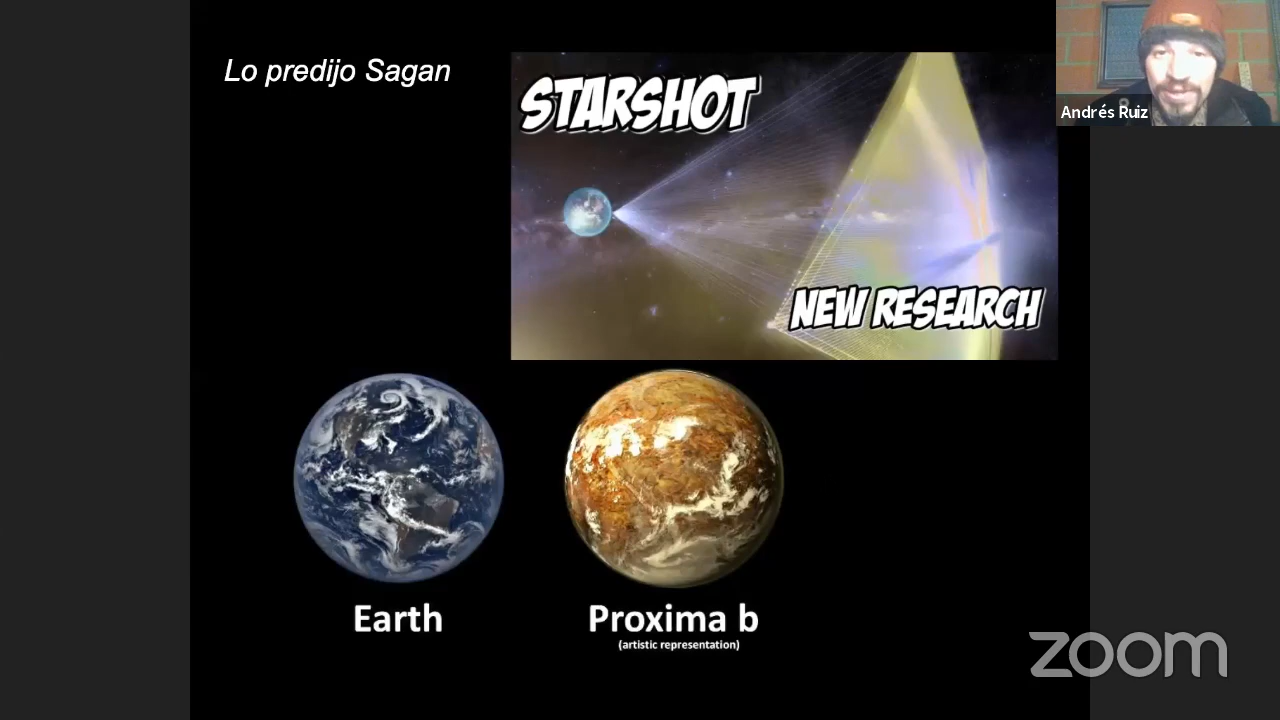 Lo predijo Sagan
STARSHOT
NEW RESEARCH
Andrés Ruiz
Earth
Proxima b
(artistic representation)
zoom